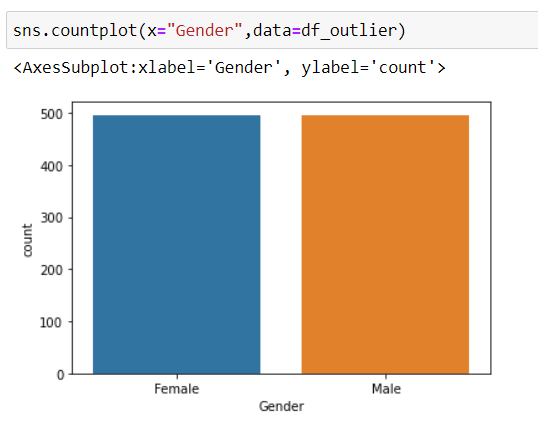 sns.countplot(x="Gender",data=df_outlier)
<AxesSubplot:xlabel='Gender', ylabel='count'>
500
400
300
200
100
0
count
Female Male
Gender